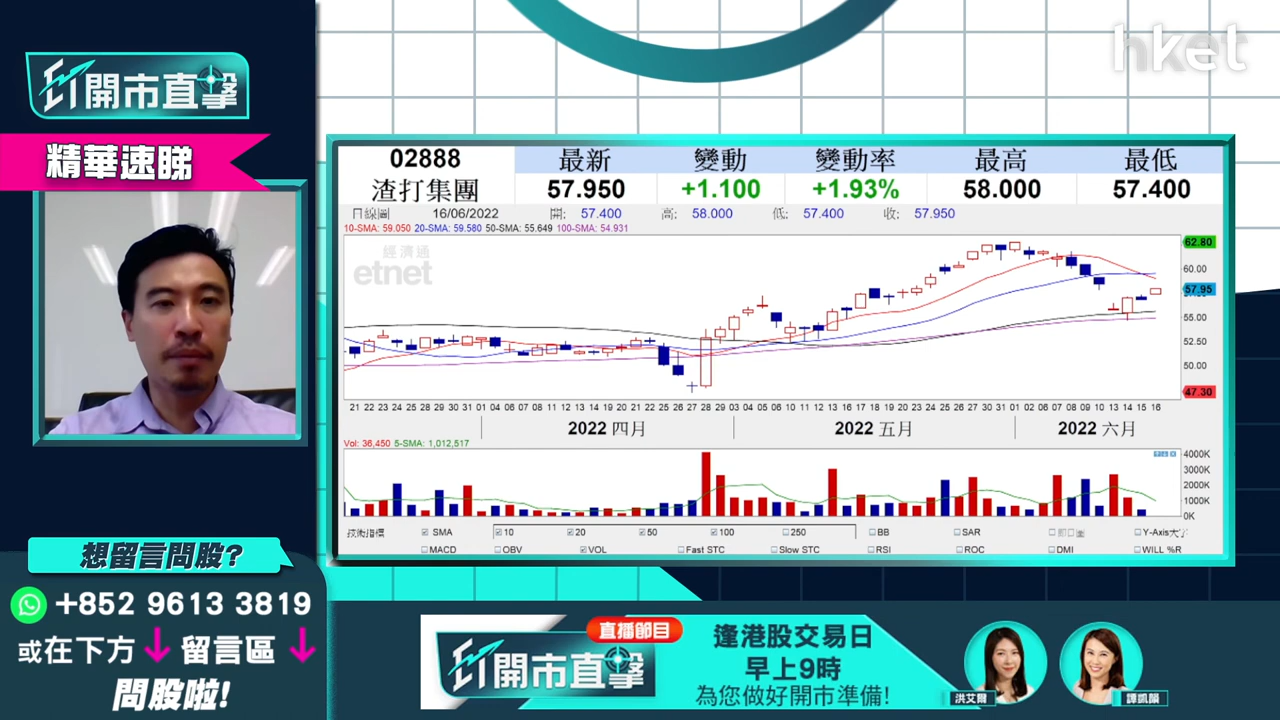 hket
ET開市直擊
精華速睇
02888
渣打集團
最新 變動 變動率 最高 最低
57.950 +1.100 +1.93% 58.000 57.400
日線圖 16/06/2022 開: 57.400 高: 58.000 低: 57.400 收: 57.950
10-SMA: 59.050 20-SMA: 59.580 50-SMA: 55.649 100-SMA: 54.931
經濟通
etnet
62.80
60.00
57.95
55.00
52.50
50.00
47.30
21 22 23 24 25 28 29 30 31 01 04 06 07 08 11 12 13 14 19 20 21 22 25 26 27 28 29 03 04 05 06 10 11 12 13 16 17 18 19 20 23 24 25 26 27 30 31 01 02 06 07 08 09 10 13 14 15 16
2022 四月 2022 五月 2022 六月
Vol: 36,450 5-SMA: 1,012,517
4000K
3000K
2000K
1000K
0K
技術指標 SMA 10 20 50 100 250 BB SAR Y-Axis大字
MACD OBV VOL Fast STC Slow STC RSI ROC DMI WILL %R
想留言問股?
+852 9613 3819
或在下方↓留言區↓
問股啦!
直播節目
ET開市直擊
逢港股交易日
早上9時
為您做好開市準備!
洪艾爾
譚凱韻